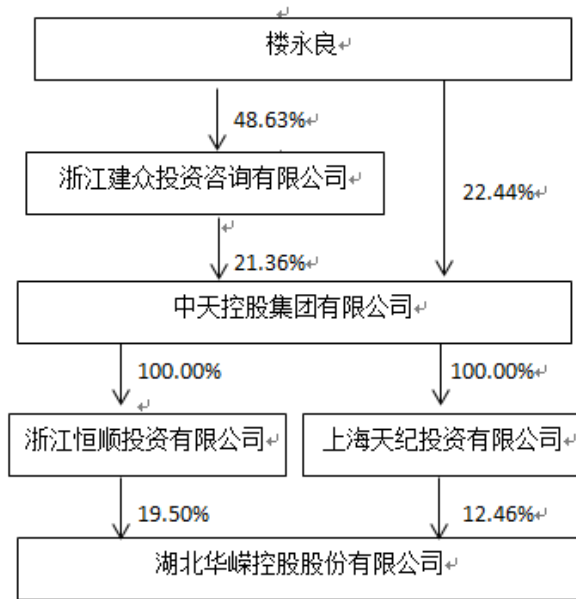 楼永良
48.63%
浙江建众投资咨询有限公司
22.44%
21.36%
中天控股集团有限公司
100.00%
100.00%
浙江恒顺投资有限公司
上海天纪投资有限公司
19.50%
12.46%
湖北华嵘控股股份有限公司